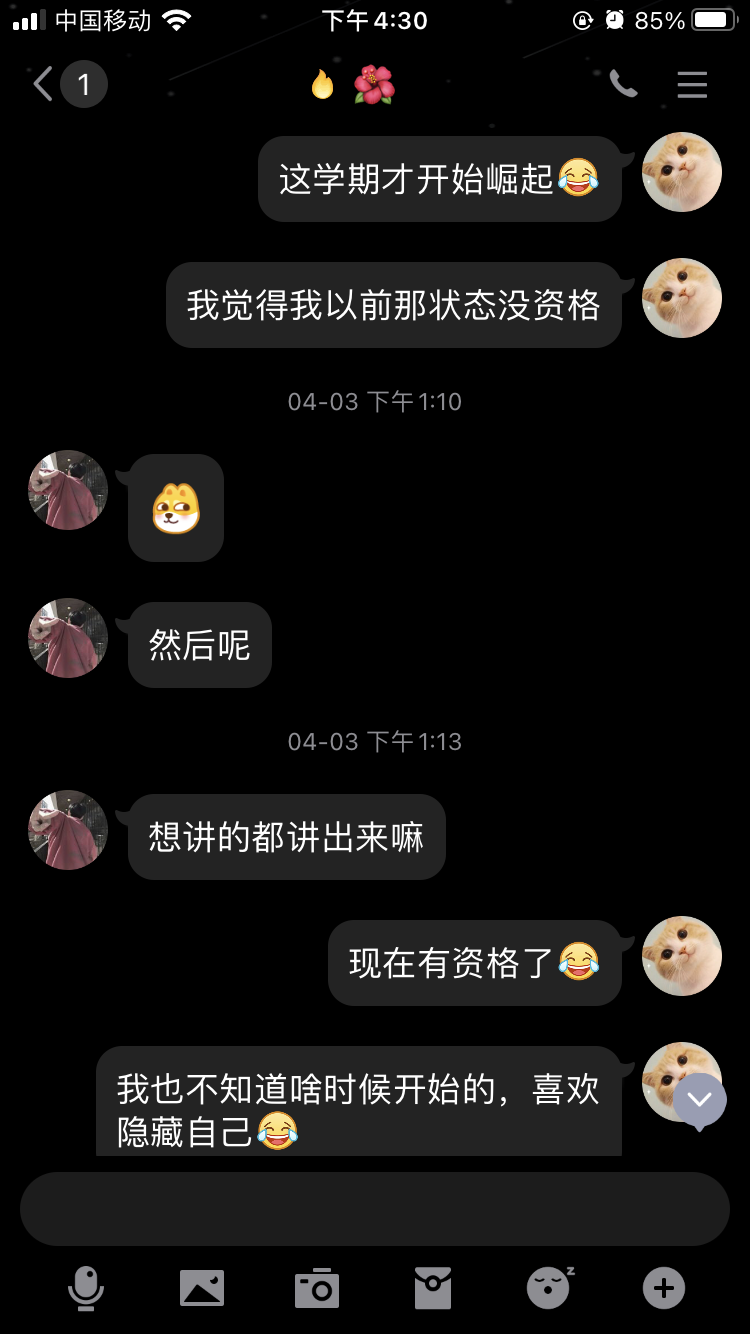 中国移动 下午4:30 85%
1
这学期才开始崛起😂
我觉得我以前那状态没资格
04-03 下午1:10
然后呢
04-03 下午1:13
想讲的都讲出来嘛
现在有资格了😂
我也不知道啥时候开始的，喜欢
隐藏自己😂
z